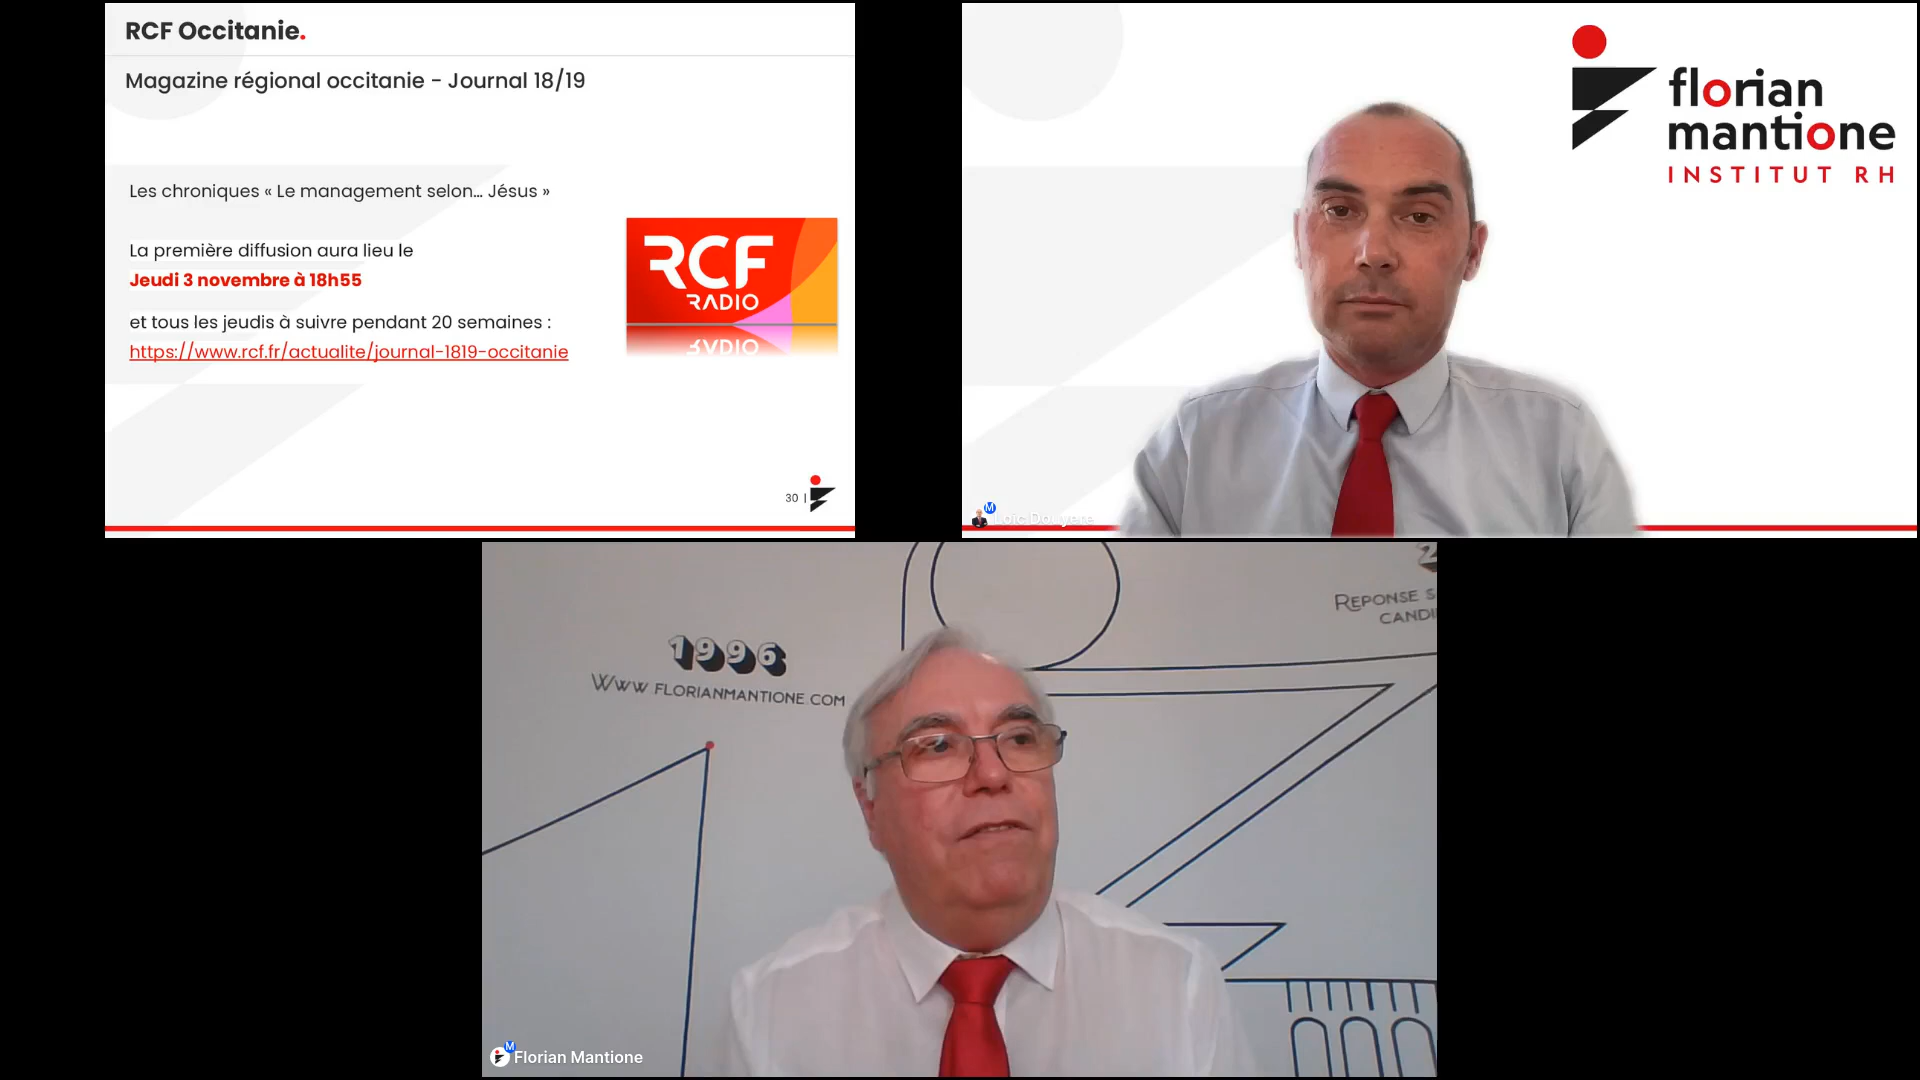 RCF Occitanie.
Magazine régional occitanie - Journal 18/19
Les chroniques « Le management selon... Jésus »
La première diffusion aura lieu le
Jeudi 3 novembre à 18h55
et tous les jeudis à suivre pendant 20 semaines :
https://www.rcf.fr/actualite/journal-1819-occitanie
RCF
RADIO
30 |
florian
mantione
INSTITUT RH
M
Loïc
1996
WWW FLORIANMANTIONE.COM
REPONSE
M
Florian Mantione